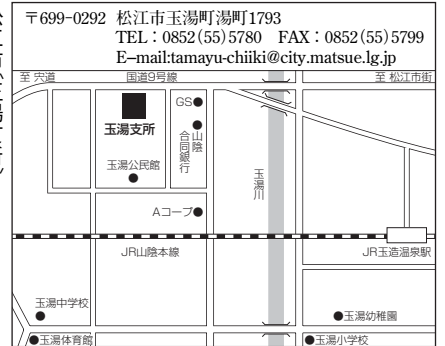 〒699-0292 松江市玉湯町湯町1793
TEL：0852(55)5780 FAX：0852(55)5799
E-mail:tamayu-chiiki@city.matsue.lg.jp
至 宍道
国道9号線
至 松江市街
GS
玉湯支所
山陰合同銀行
玉湯公民館
玉湯川
Aコープ
JR山陰本線
JR玉造温泉駅
玉湯中学校
玉湯幼稚園
玉湯体育館
玉湯小学校